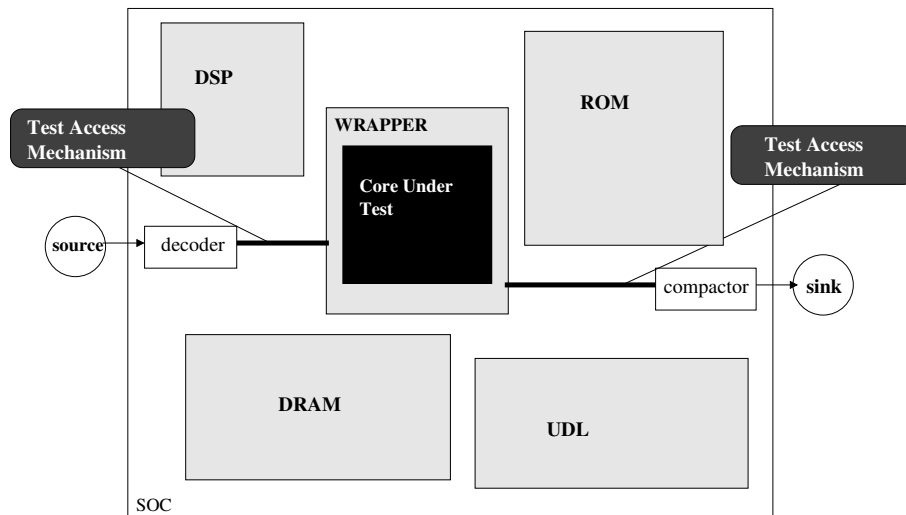 DSP
ROM
Test Access
Mechanism
WRAPPER
Test Access
Mechanism
Core Under
Test
source
decoder
compactor
sink
DRAM
UDL
SOC